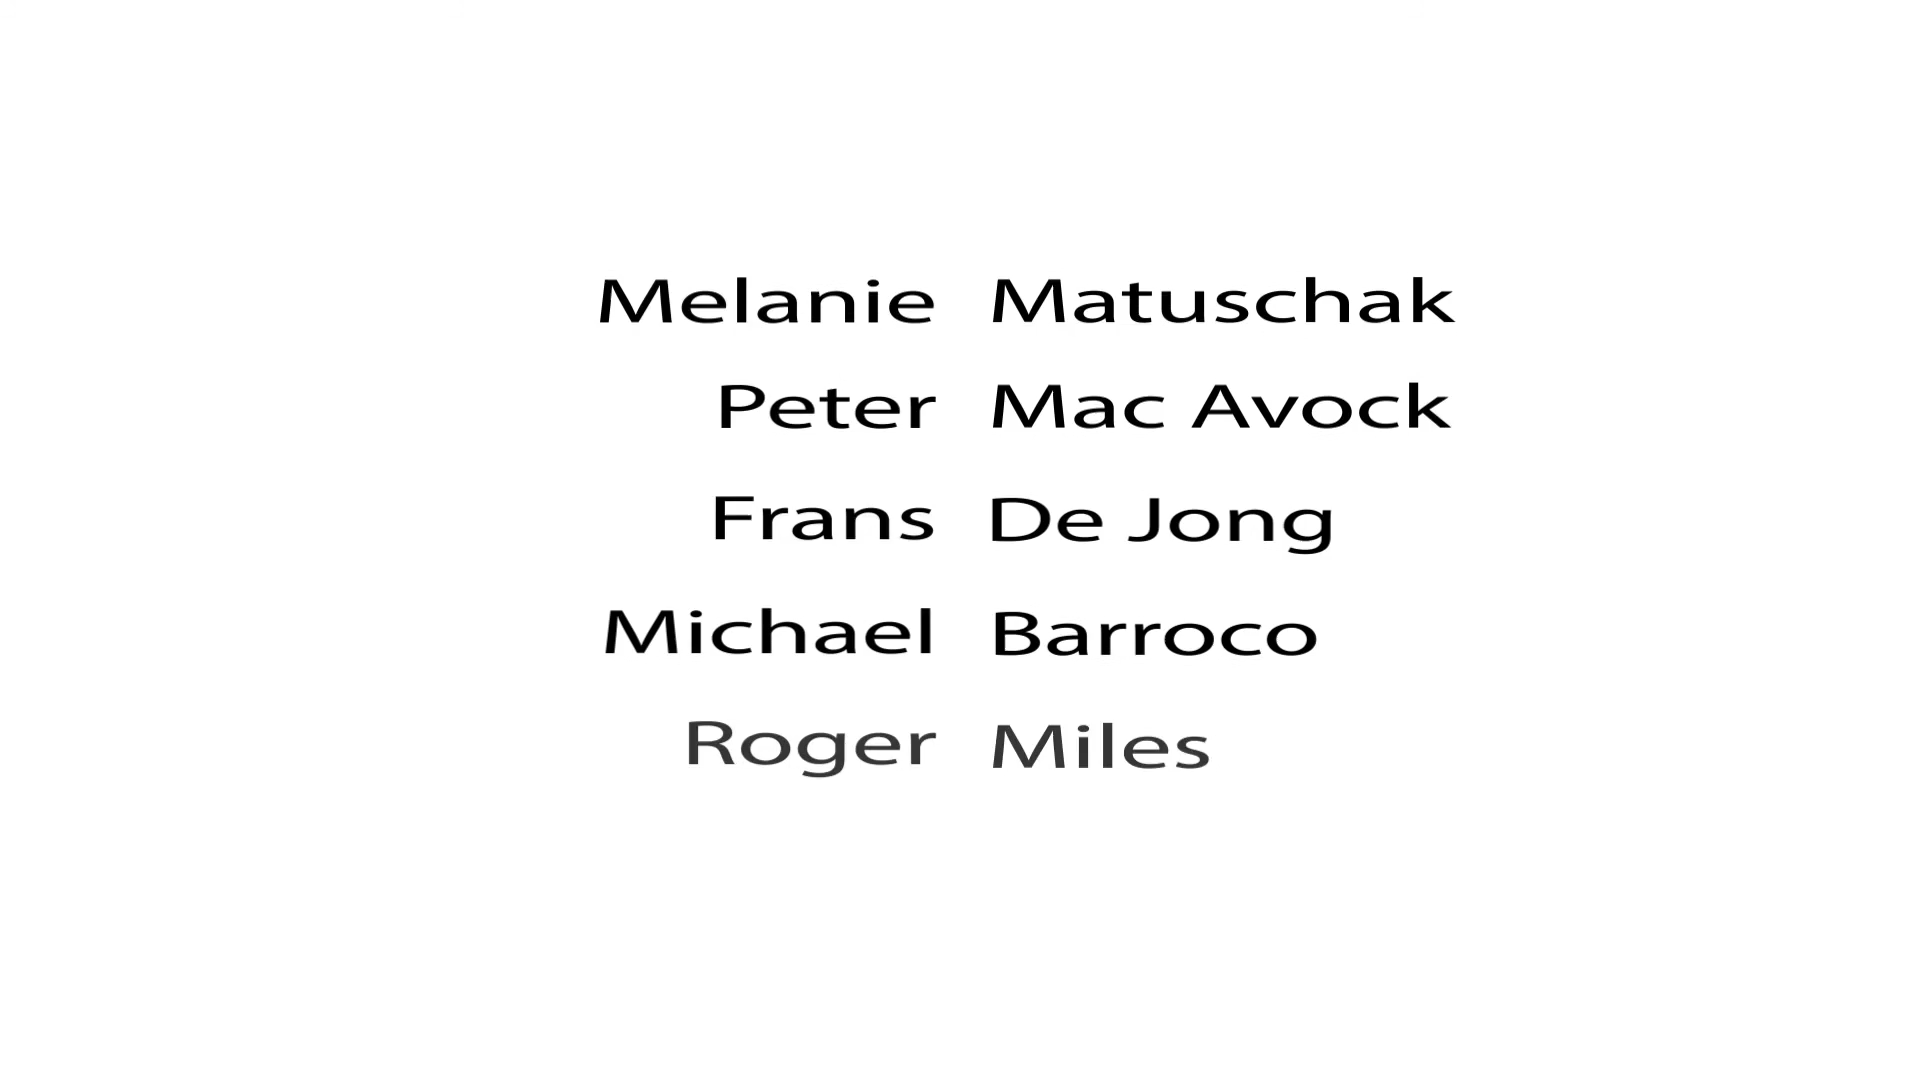 Melanie Matuschak
Peter Mac Avock
Frans De Jong
Michael Barroco
Roger Miles